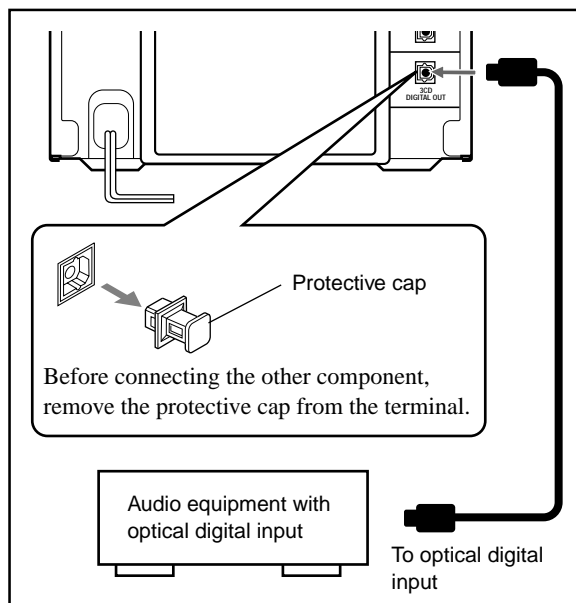 3CD
DIGITAL OUT
Protective cap
Before connecting the other component,
remove the protective cap from the terminal.
Audio equipment with
optical digital input
To optical digital
input